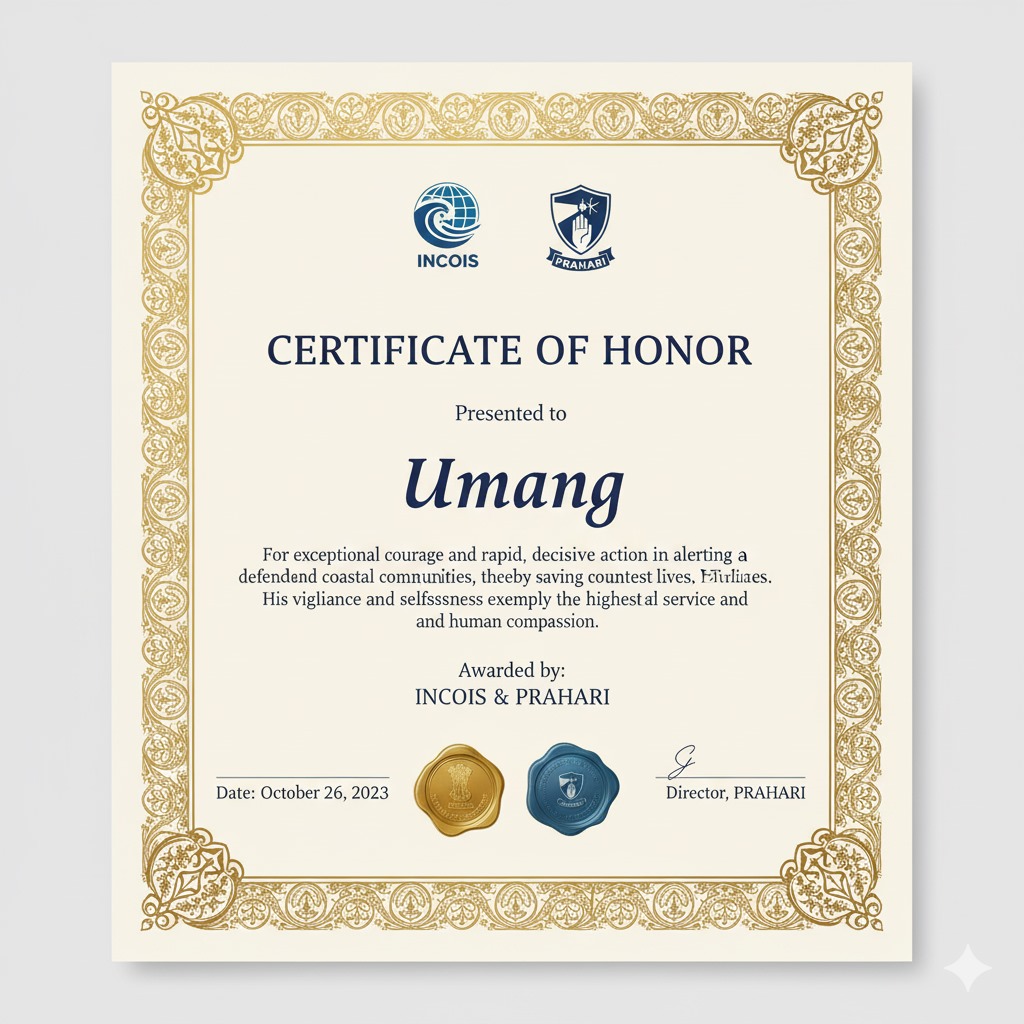 INCOIS
PRAHARI
CERTIFICATE OF HONOR
Presented to
Umang
For exceptional courage and rapid, decisive action in alerting a
defendend coastal communities, theeby saving countest lives,
His vigliance and selfsssness exemply the highestal service and
and human compassion.
Awarded by:
INCOIS & PRAHARI
Date: October 26, 2023
Director, PRAHARI